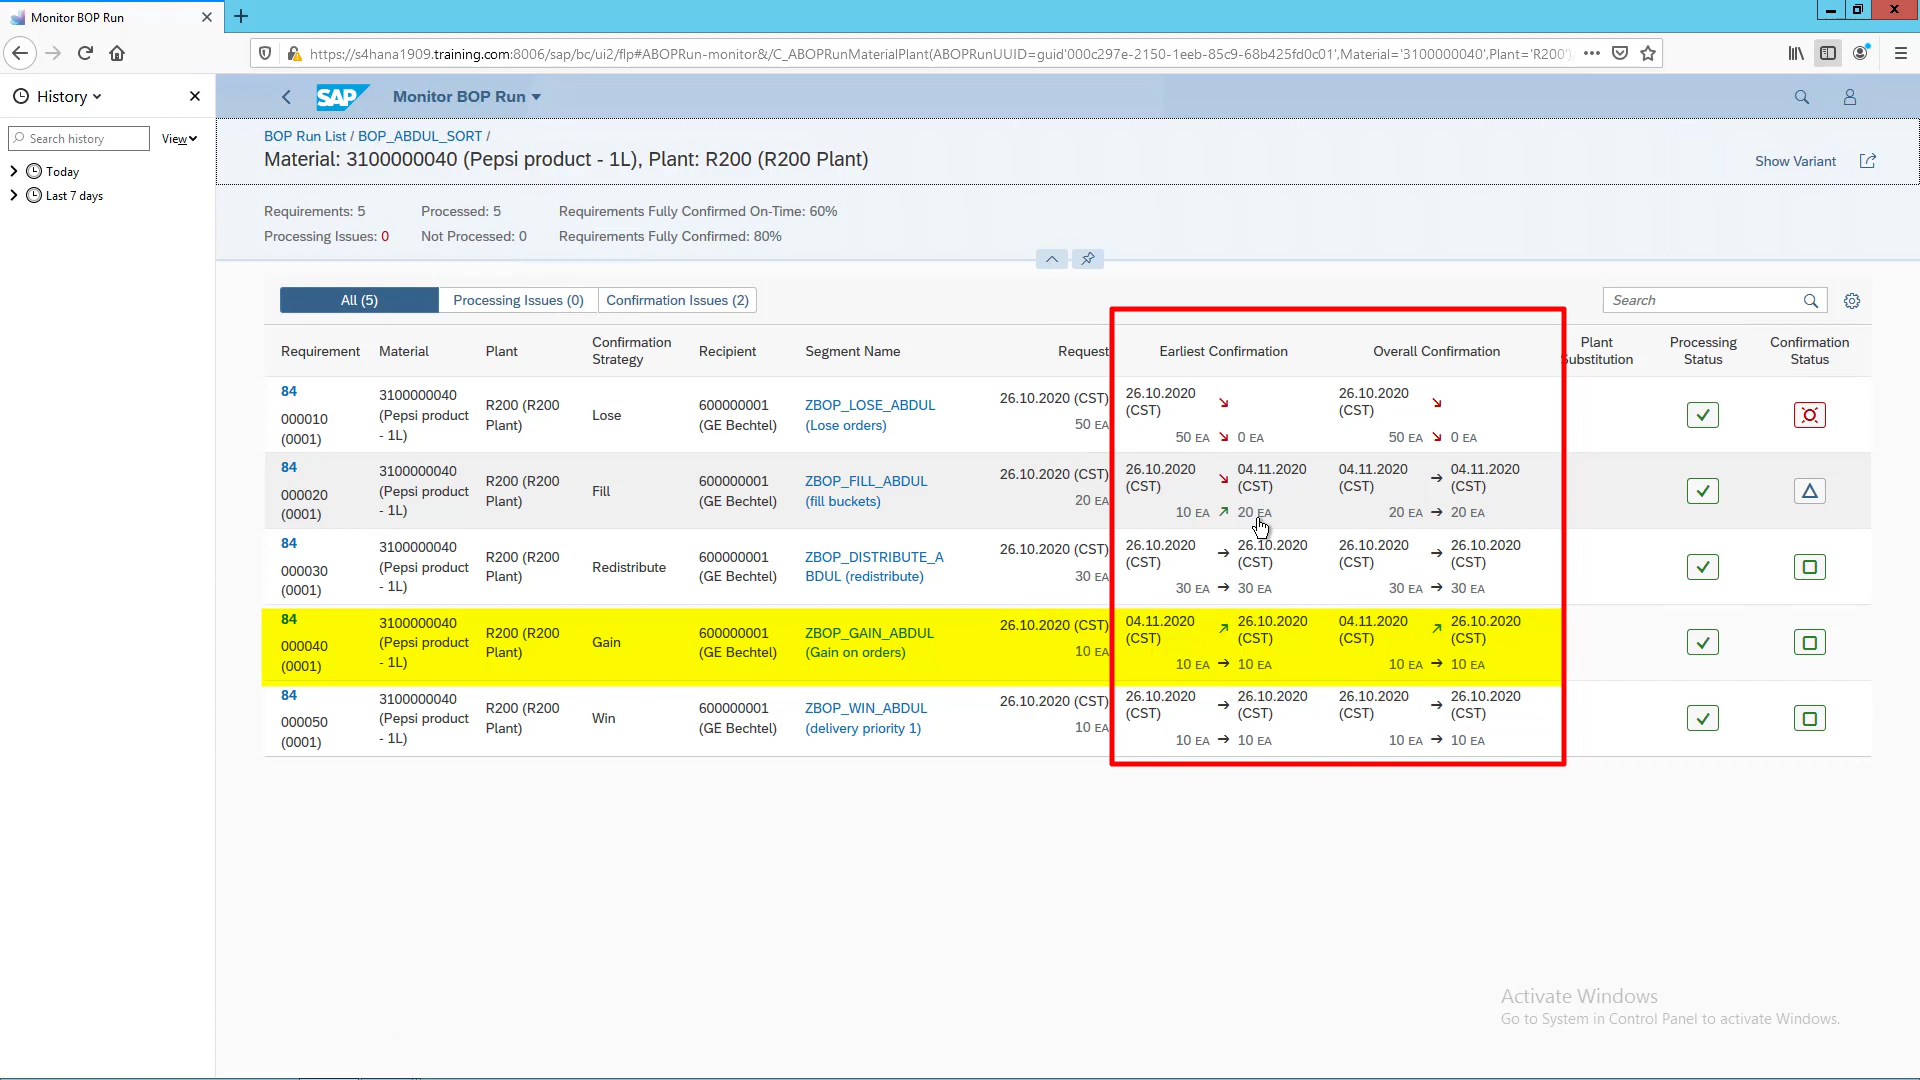 Monitor BOP Run
https://s4hana1909.training.com:8006/sap/bc/ui2/flp#ABOPRun-monitor&/C_ABOPRunMaterialPlant(ABOPRunUUID=guid'000c297e-2150-1eeb-85c9-68b425fd0c01',Material='3100000040',Plant='R200')
History
Search history
View
Today
Last 7 days
SAP
Monitor BOP Run
BOP Run List / BOP_ABDUL_SORT /
Material: 3100000040 (Pepsi product - 1L), Plant: R200 (R200 Plant)
Show Variant
Requirements: 5 Processed: 5 Requirements Fully Confirmed On-Time: 60%
Processing Issues: 0 Not Processed: 0 Requirements Fully Confirmed: 80%
All (5) Processing Issues (0) Confirmation Issues (2)
Search
Requirement Material Plant Confirmation Strategy Recipient Segment Name Request Earliest Confirmation Overall Confirmation Plant Substitution Processing Status Confirmation Status
84
000010
(0001)
3100000040
(Pepsi product
- 1L)
R200 (R200
Plant)
Lose
600000001
(GE Bechtel)
ZBOP_LOSE_ABDUL
(Lose orders)
26.10.2020 (CST)
50 EA
26.10.2020
(CST)
50 EA 0 EA
26.10.2020
(CST)
50 EA 0 EA
84
000020
(0001)
3100000040
(Pepsi product
- 1L)
R200 (R200
Plant)
Fill
600000001
(GE Bechtel)
ZBOP_FILL_ABDUL
(fill buckets)
26.10.2020 (CST)
20 EA
26.10.2020 04.11.2020
(CST) (CST)
10 EA 20 EA
04.11.2020 04.11.2020
(CST) (CST)
20 EA 20 EA
84
000030
(0001)
3100000040
(Pepsi product
- 1L)
R200 (R200
Plant)
Redistribute
600000001
(GE Bechtel)
ZBOP_DISTRIBUTE_A
BDUL (redistribute)
26.10.2020 (CST)
30 EA
26.10.2020 26.10.2020
(CST) (CST)
30 EA 30 EA
26.10.2020 26.10.2020
(CST) (CST)
30 EA 30 EA
84
000040
(0001)
3100000040
(Pepsi product
- 1L)
R200 (R200
Plant)
Gain
600000001
(GE Bechtel)
ZBOP_GAIN_ABDUL
(Gain on orders)
26.10.2020 (CST)
10 EA
04.11.2020 26.10.2020
(CST) (CST)
10 EA 10 EA
04.11.2020 26.10.2020
(CST) (CST)
10 EA 10 EA
84
000050
(0001)
3100000040
(Pepsi product
- 1L)
R200 (R200
Plant)
Win
600000001
(GE Bechtel)
ZBOP_WIN_ABDUL
(delivery priority 1)
26.10.2020 (CST)
10 EA
26.10.2020 26.10.2020
(CST) (CST)
10 EA 10 EA
26.10.2020 26.10.2020
(CST) (CST)
10 EA 10 EA
Activate Windows
Go to System in Control Panel to activate Windows.